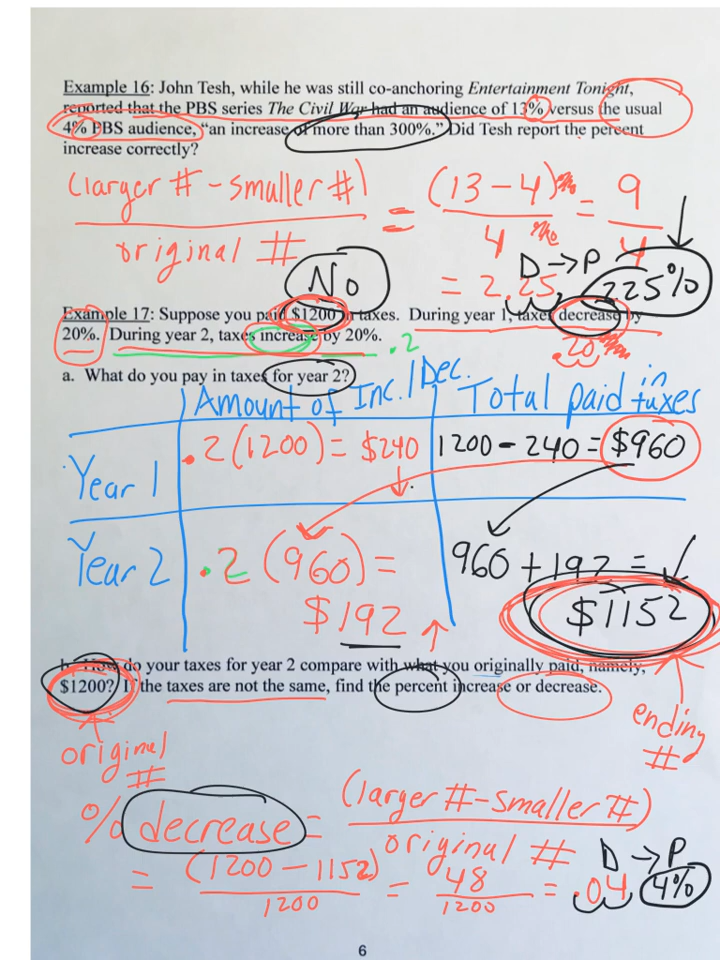 Example 16: John Tesh, while he was still co-anchoring Entertainment Tonight,
reported that the PBS series The Civil War had an audience of 13% versus the usual
4% PBS audience, "an increase of more than 300%." Did Tesh report the percent
increase correctly?
(larger # - smaller #) = (13 - 4)% = 9
original # 4 % 4
= 2.25 D → P 225%
No
Example 17: Suppose you paid $1200 in taxes. During year 1, taxes decrease by
20%. During year 2, taxes increase by 20%.
.2 .20
a. What do you pay in taxes for year 2?
Amount of Inc. / Dec. Total paid in taxes
Year 1 .2 (1200) = $240 1200 - 240 = $960
Year 2 .2 (960) = 960 + 192 =
$192 $1152
b. How do your taxes for year 2 compare with what you originally paid, namely,
$1200? If the taxes are not the same, find the percent increase or decrease.
original # ending #
% decrease = (larger # - smaller #)
original # D → P
= (1200 - 1152) = 48 = .04 4%
1200 1200
6